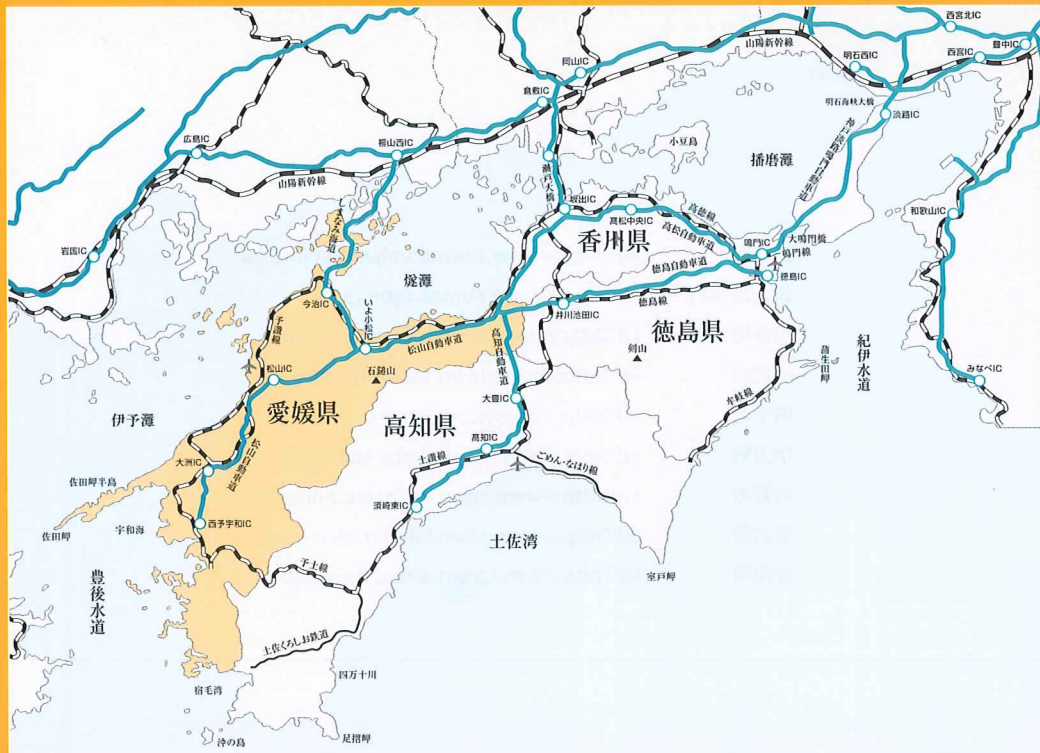 西宮北IC
山陽新幹線
豊中IC
明石西IC
西宮IC
岡山IC
倉敷IC
明石海峡大橋
淡路IC
広島IC
福山西IC
小豆島
播磨灘
神戸淡路鳴門自動車道
瀬戸大橋
山陽新幹線
しまなみ海道
坂出IC
高松中央IC
高徳線
和歌山IC
香川県
高松自動車道
岩国IC
燧灘
鳴門IC
大鳴門橋
鳴門線
徳島自動車道
徳島IC
今治IC
徳島線
井川池田IC
いよ小松IC
予讃線
松山自動車道
高知自動車道
徳島県
剣山
蒲生田岬
紀伊水道
石鎚山
松山IC
みなべIC
大豊IC
愛媛県
高知県
牟岐線
伊予灘
松山自動車道
高知IC
土讃線
ごめん・なはり線
大洲IC
佐田岬半島
須崎東IC
西予宇和IC
宇和海
佐田岬
土佐湾
予土線
室戸岬
豊後水道
土佐くろしお鉄道
四万十川
宿毛湾
沖の島
足摺岬